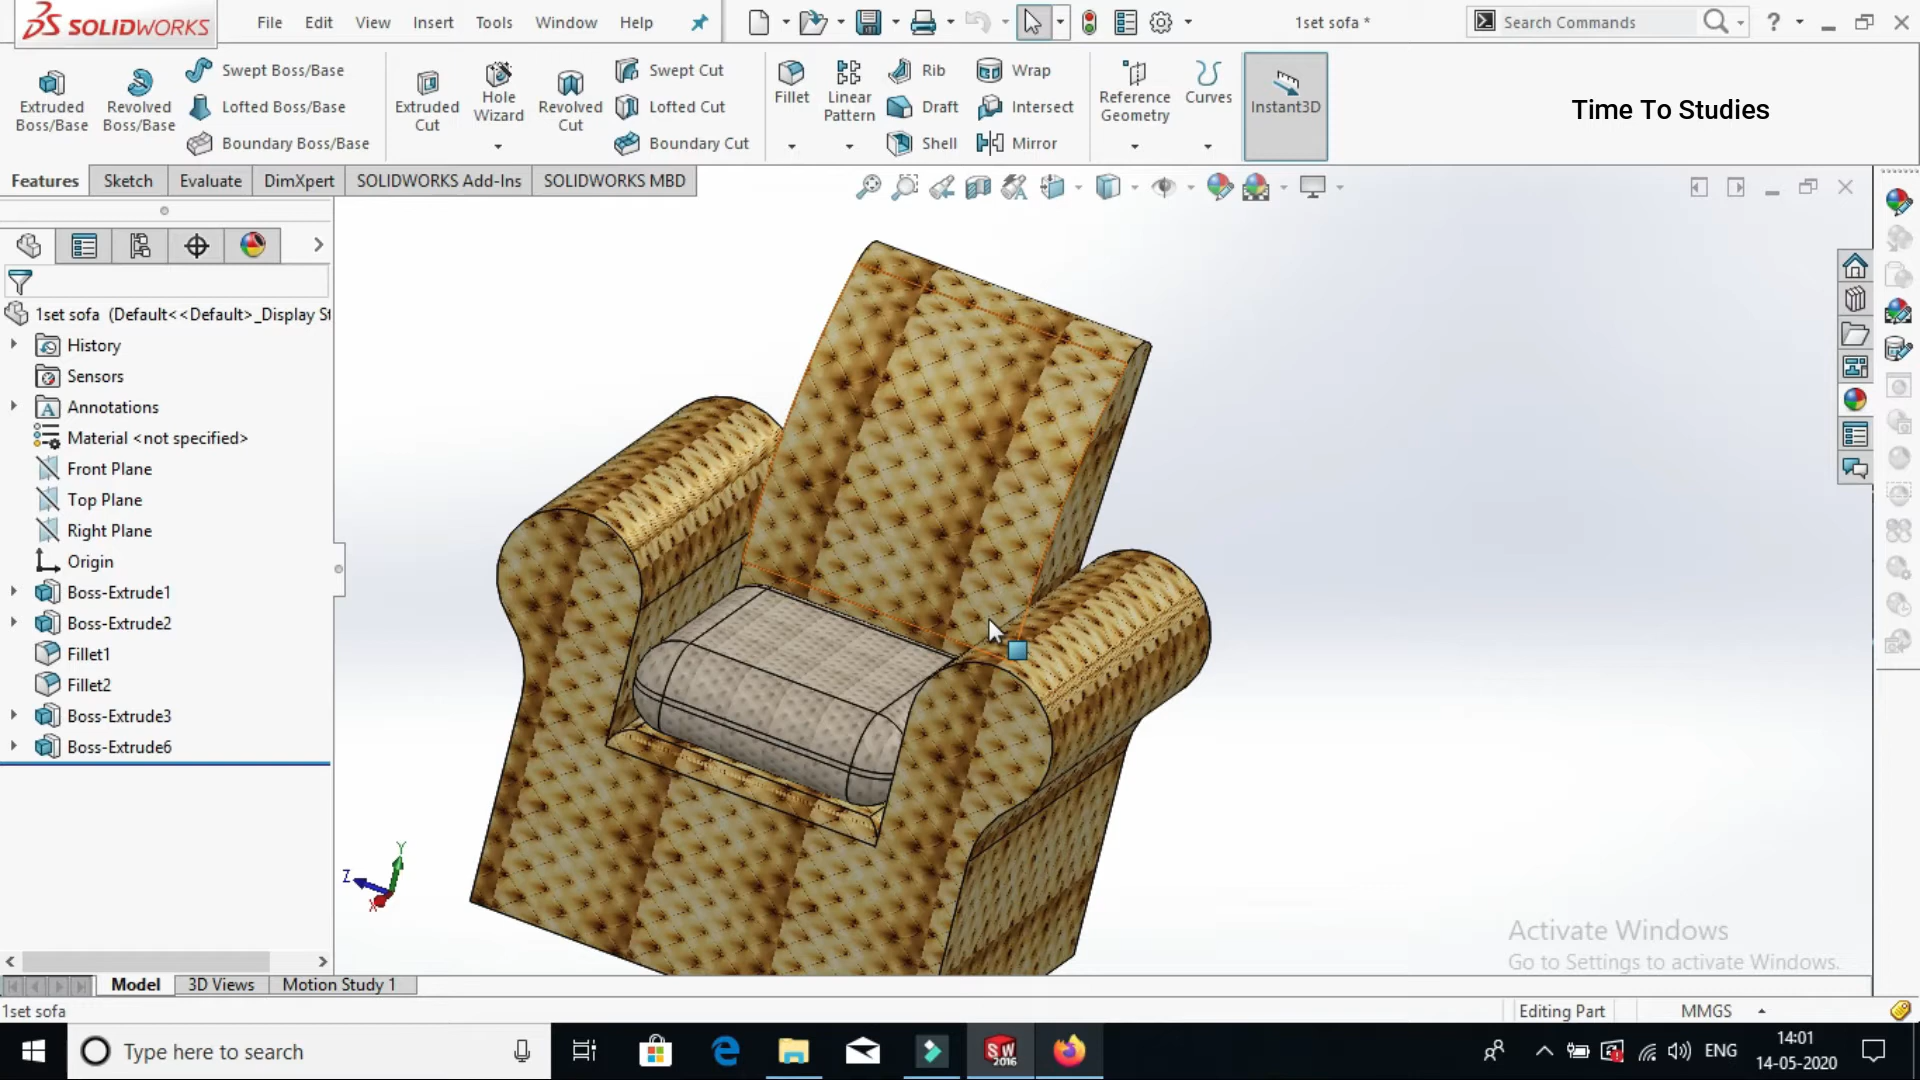 SOLIDWORKS
File Edit View Insert Tools Window Help
1set sofa *
Search Commands
Extruded Boss/Base
Revolved Boss/Base
Swept Boss/Base
Lofted Boss/Base
Boundary Boss/Base
Extruded Cut
Hole Wizard
Revolved Cut
Swept Cut
Lofted Cut
Boundary Cut
Fillet
Linear Pattern
Rib
Draft
Shell
Wrap
Intersect
Mirror
Reference Geometry
Curves
Instant3D
Time To Studies
Features Sketch Evaluate DimXpert SOLIDWORKS Add-Ins SOLIDWORKS MBD
1set sofa (Default<<Default>_Display St
History
Sensors
Annotations
Material <not specified>
Front Plane
Top Plane
Right Plane
Origin
Boss-Extrude1
Boss-Extrude2
Fillet1
Fillet2
Boss-Extrude3
Boss-Extrude6
Y
Z
X
Activate Windows
Go to Settings to activate Windows.
Model 3D Views Motion Study 1
1set sofa
Editing Part MMGS
Type here to search
SW 2016
ENG
14:01
14-05-2020